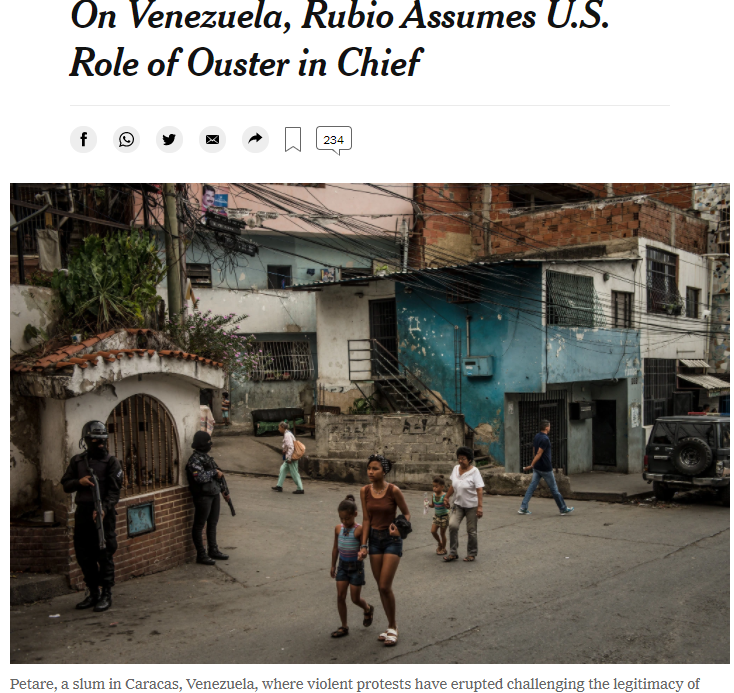 On Venezuela, Rubio Assumes U.S.
Role of Ouster in Chief
234
Petare, a slum in Caracas, Venezuela, where violent protests have erupted challenging the legitimacy of